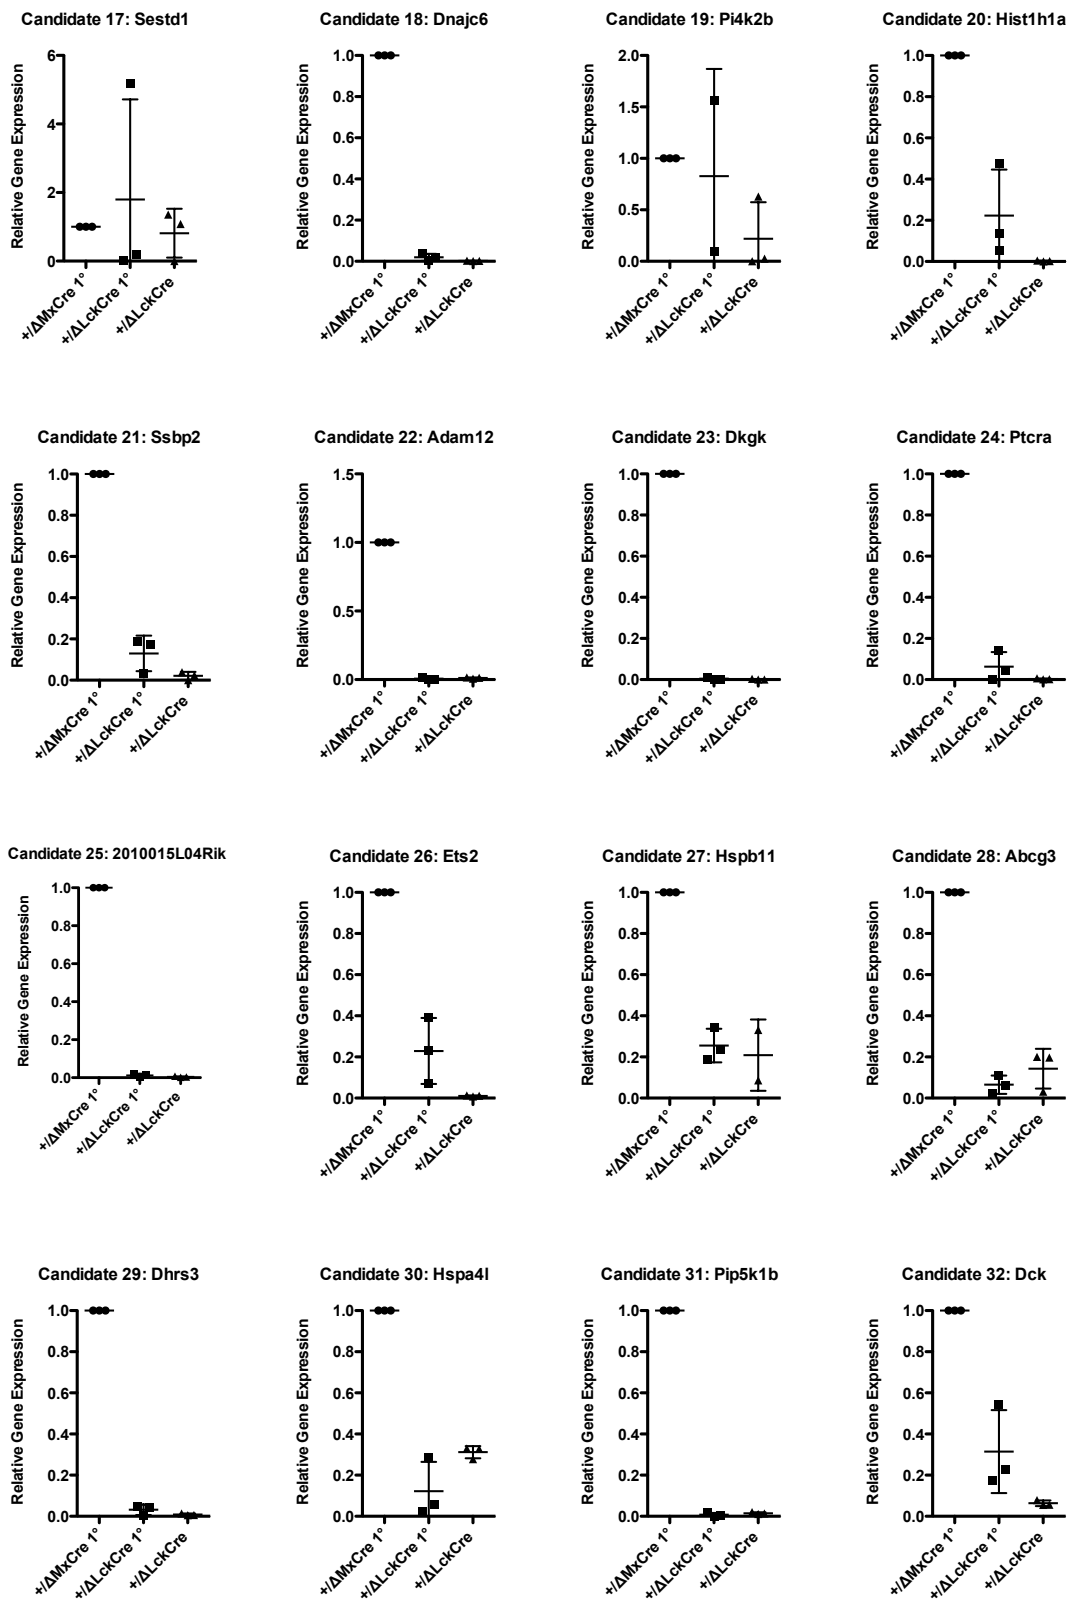 Candidate 17: Sestd1
Relative Gene Expression
6
4
2
0
+/ΔMxCre 1°
+/ΔLckCre 1°
+/ΔLckCre
Candidate 18: Dnajc6
Relative Gene Expression
1.0
0.8
0.6
0.4
0.2
0.0
+/ΔMxCre 1°
+/ΔLckCre 1°
+/ΔLckCre
Candidate 19: Pi4k2b
Relative Gene Expression
2.0
1.5
1.0
0.5
0.0
+/ΔMxCre 1°
+/ΔLckCre 1°
+/ΔLckCre
Candidate 20: Hist1h1a
Relative Gene Expression
1.0
0.8
0.6
0.4
0.2
0.0
+/ΔMxCre 1°
+/ΔLckCre 1°
+/ΔLckCre
Candidate 21: Ssbp2
Relative Gene Expression
1.0
0.8
0.6
0.4
0.2
0.0
+/ΔMxCre 1°
+/ΔLckCre 1°
+/ΔLckCre
Candidate 22: Adam12
Relative Gene Expression
1.5
1.0
0.5
0.0
+/ΔMxCre 1°
+/ΔLckCre 1°
+/ΔLckCre
Candidate 23: Dkgk
Relative Gene Expression
1.0
0.8
0.6
0.4
0.2
0.0
+/ΔMxCre 1°
+/ΔLckCre 1°
+/ΔLckCre
Candidate 24: Ptcra
Relative Gene Expression
1.0
0.8
0.6
0.4
0.2
0.0
+/ΔMxCre 1°
+/ΔLckCre 1°
+/ΔLckCre
Candidate 25: 2010015L04Rik
Relative Gene Expression
1.0
0.8
0.6
0.4
0.2
0.0
+/ΔMxCre 1°
+/ΔLckCre 1°
+/ΔLckCre
Candidate 26: Ets2
Relative Gene Expression
1.0
0.8
0.6
0.4
0.2
0.0
+/ΔMxCre 1°
+/ΔLckCre 1°
+/ΔLckCre
Candidate 27: Hspb11
Relative Gene Expression
1.0
0.8
0.6
0.4
0.2
0.0
+/ΔMxCre 1°
+/ΔLckCre 1°
+/ΔLckCre
Candidate 28: Abcg3
Relative Gene Expression
1.0
0.8
0.6
0.4
0.2
0.0
+/ΔMxCre 1°
+/ΔLckCre 1°
+/ΔLckCre
Candidate 29: Dhrs3
Relative Gene Expression
1.0
0.8
0.6
0.4
0.2
0.0
+/ΔMxCre 1°
+/ΔLckCre 1°
+/ΔLckCre
Candidate 30: Hspa4l
Relative Gene Expression
1.0
0.8
0.6
0.4
0.2
0.0
+/ΔMxCre 1°
+/ΔLckCre 1°
+/ΔLckCre
Candidate 31: Pip5k1b
Relative Gene Expression
1.0
0.8
0.6
0.4
0.2
0.0
+/ΔMxCre 1°
+/ΔLckCre 1°
+/ΔLckCre
Candidate 32: Dck
Relative Gene Expression
1.0
0.8
0.6
0.4
0.2
0.0
+/ΔMxCre 1°
+/ΔLckCre 1°
+/ΔLckCre